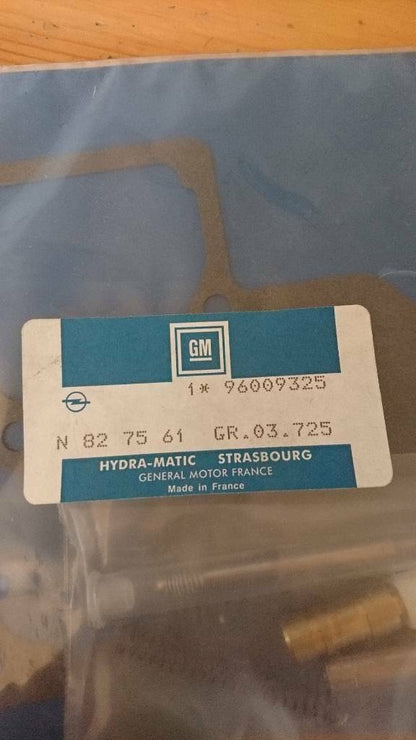 GM
1* 96009325
N 82 75 61 GR.03.725
HYDRA-MATIC STRASBOURG
GENERAL MOTOR FRANCE
Made in France